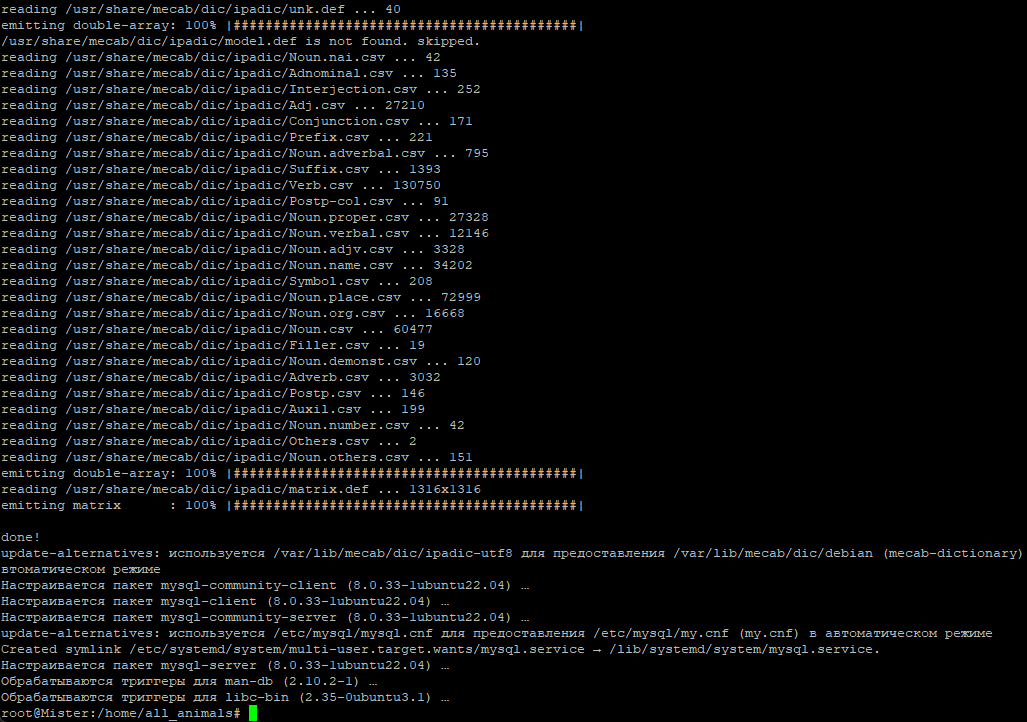 reading /usr/share/mecab/dic/ipadic/unk.def ... 40
emitting double-array: 100% |###########################################|
/usr/share/mecab/dic/ipadic/model.def is not found. skipped.
reading /usr/share/mecab/dic/ipadic/Noun.nai.csv ... 42
reading /usr/share/mecab/dic/ipadic/Adnominal.csv ... 135
reading /usr/share/mecab/dic/ipadic/Interjection.csv ... 252
reading /usr/share/mecab/dic/ipadic/Adj.csv ... 27210
reading /usr/share/mecab/dic/ipadic/Conjunction.csv ... 171
reading /usr/share/mecab/dic/ipadic/Prefix.csv ... 221
reading /usr/share/mecab/dic/ipadic/Noun.adverbal.csv ... 795
reading /usr/share/mecab/dic/ipadic/Suffix.csv ... 1393
reading /usr/share/mecab/dic/ipadic/Verb.csv ... 130750
reading /usr/share/mecab/dic/ipadic/Postp-col.csv ... 91
reading /usr/share/mecab/dic/ipadic/Noun.proper.csv ... 27328
reading /usr/share/mecab/dic/ipadic/Noun.verbal.csv ... 12146
reading /usr/share/mecab/dic/ipadic/Noun.adjv.csv ... 3328
reading /usr/share/mecab/dic/ipadic/Noun.name.csv ... 34202
reading /usr/share/mecab/dic/ipadic/Symbol.csv ... 208
reading /usr/share/mecab/dic/ipadic/Noun.place.csv ... 72999
reading /usr/share/mecab/dic/ipadic/Noun.org.csv ... 16668
reading /usr/share/mecab/dic/ipadic/Noun.csv ... 60477
reading /usr/share/mecab/dic/ipadic/Filler.csv ... 19
reading /usr/share/mecab/dic/ipadic/Noun.demonst.csv ... 120
reading /usr/share/mecab/dic/ipadic/Adverb.csv ... 3032
reading /usr/share/mecab/dic/ipadic/Postp.csv ... 146
reading /usr/share/mecab/dic/ipadic/Auxil.csv ... 199
reading /usr/share/mecab/dic/ipadic/Noun.number.csv ... 42
reading /usr/share/mecab/dic/ipadic/Others.csv ... 2
reading /usr/share/mecab/dic/ipadic/Noun.others.csv ... 151
emitting double-array: 100% |###########################################|
reading /usr/share/mecab/dic/ipadic/matrix.def ... 1316x1316
emitting matrix      : 100% |###########################################|
done!
update-alternatives: используется /var/lib/mecab/dic/ipadic-utf8 для предоставления /var/lib/mecab/dic/debian (mecab-dictionary)
втоматическом режиме
Настраивается пакет mysql-community-client (8.0.33-1ubuntu22.04) …
Настраивается пакет mysql-client (8.0.33-1ubuntu22.04) …
Настраивается пакет mysql-community-server (8.0.33-1ubuntu22.04) …
update-alternatives: используется /etc/mysql/mysql.cnf для предоставления /etc/mysql/my.cnf (my.cnf) в автоматическом режиме
Created symlink /etc/systemd/system/multi-user.target.wants/mysql.service → /lib/systemd/system/mysql.service.
Настраивается пакет mysql-server (8.0.33-1ubuntu22.04) …
Обрабатываются триггеры для man-db (2.10.2-1) …
Обрабатываются триггеры для libc-bin (2.35-0ubuntu3.1) …
root@Mister:/home/all_animals#